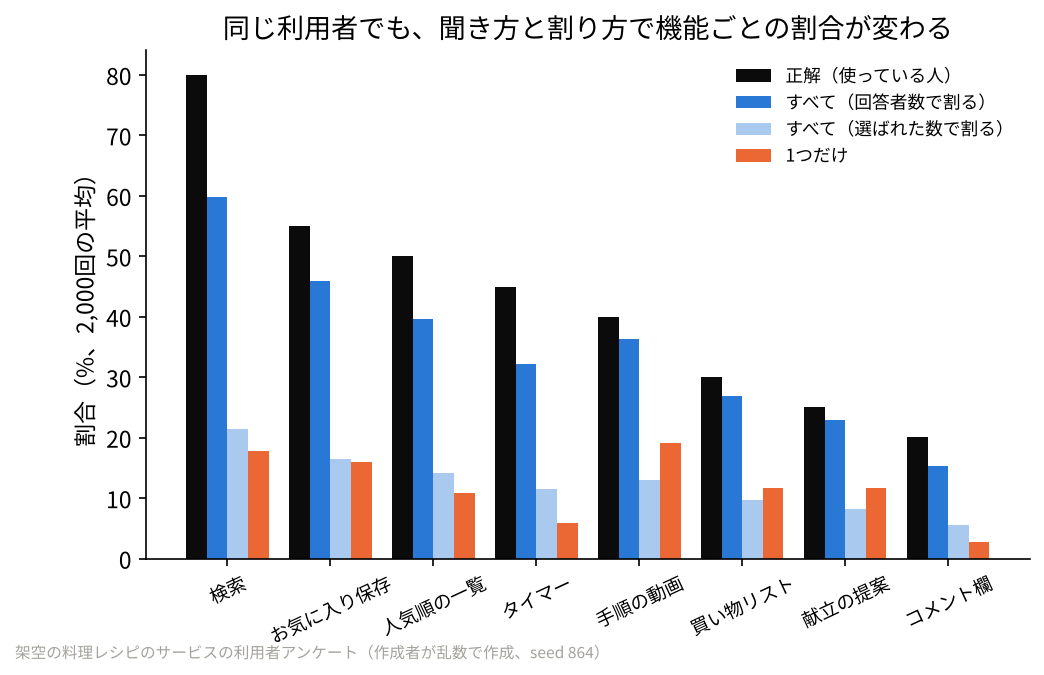 同じ利用者でも、聞き方と割り方で機能ごとの割合が変わる
正解（使っている人）
すべて（回答者数で割る）
すべて（選ばれた数で割る）
1つだけ
割合（%、2,000回の平均）
80
70
60
50
40
30
20
10
0
検索
お気に入り保存
人気順の一覧
タイマー
手順の動画
買い物リスト
献立の提案
コメント欄
架空の料理レシピのサービスの利用者アンケート（作成者が乱数で作成、seed 864）